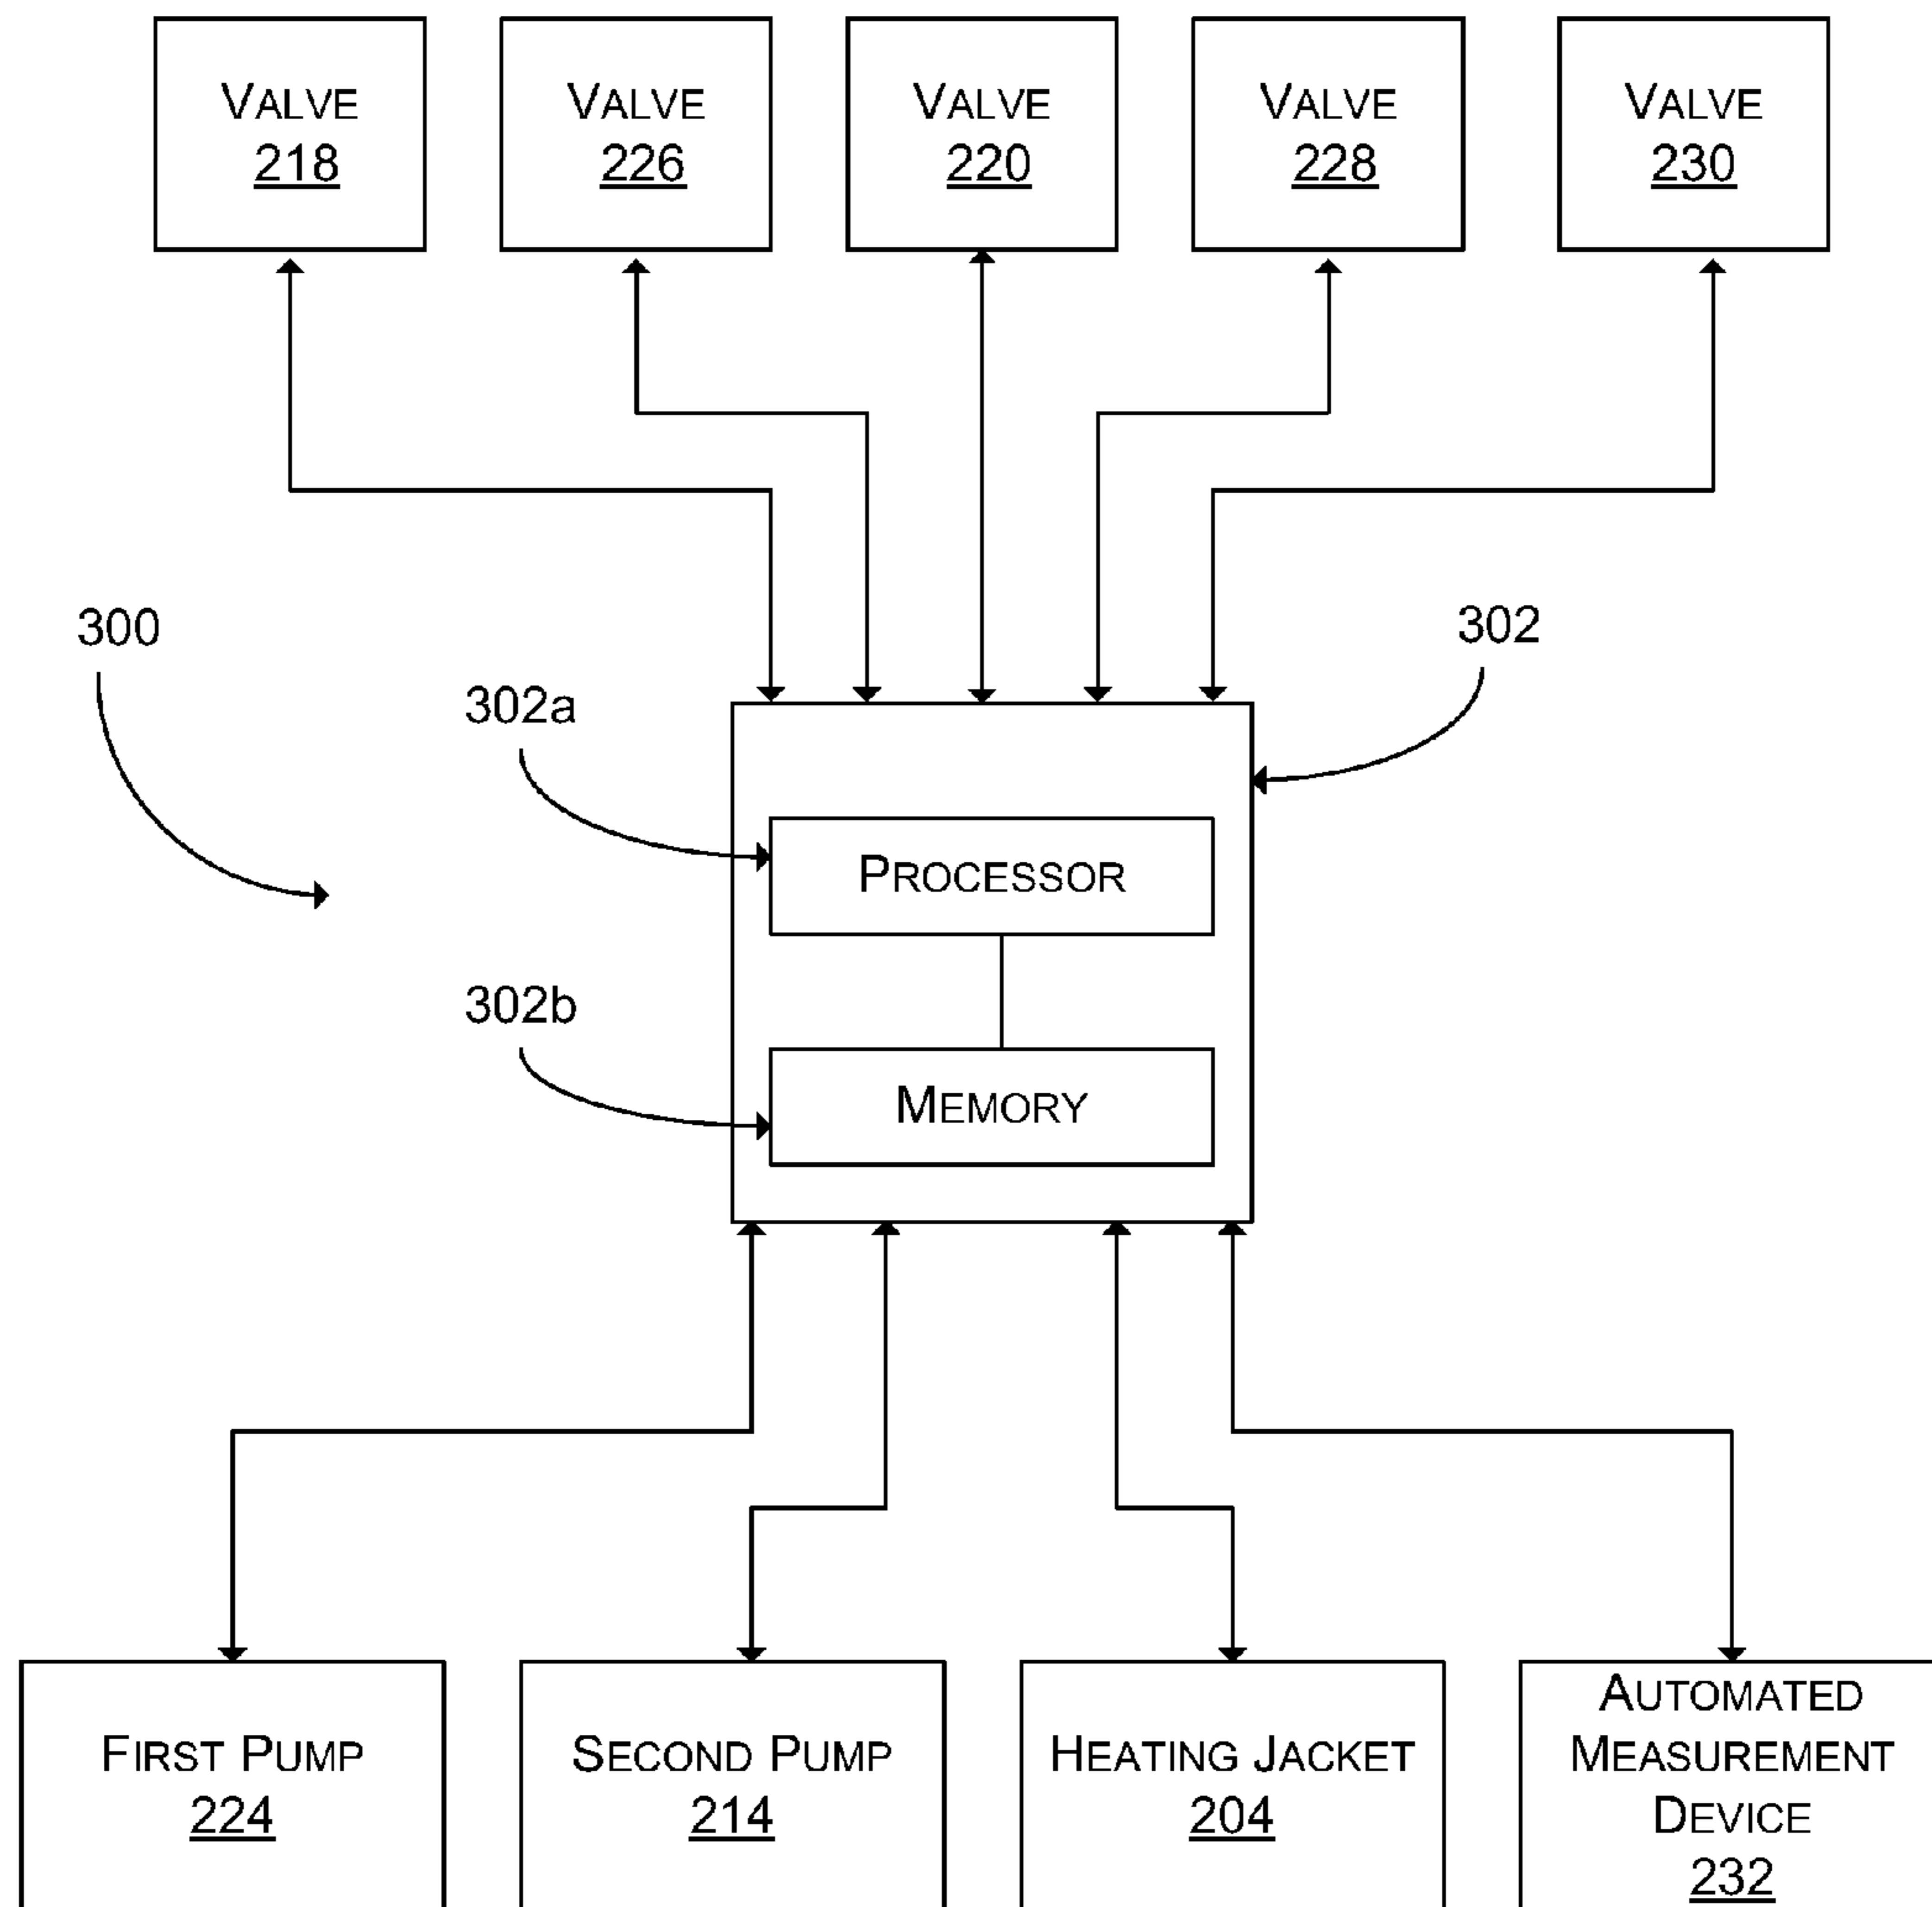 VALVE
218
VALVE
226
VALVE
220
VALVE
228
VALVE
230
300
302
302a
PROCESSOR
302b
MEMORY
FIRST PUMP
224
SECOND PUMP
214
HEATING JACKET
204
AUTOMATED
MEASUREMENT
DEVICE
232